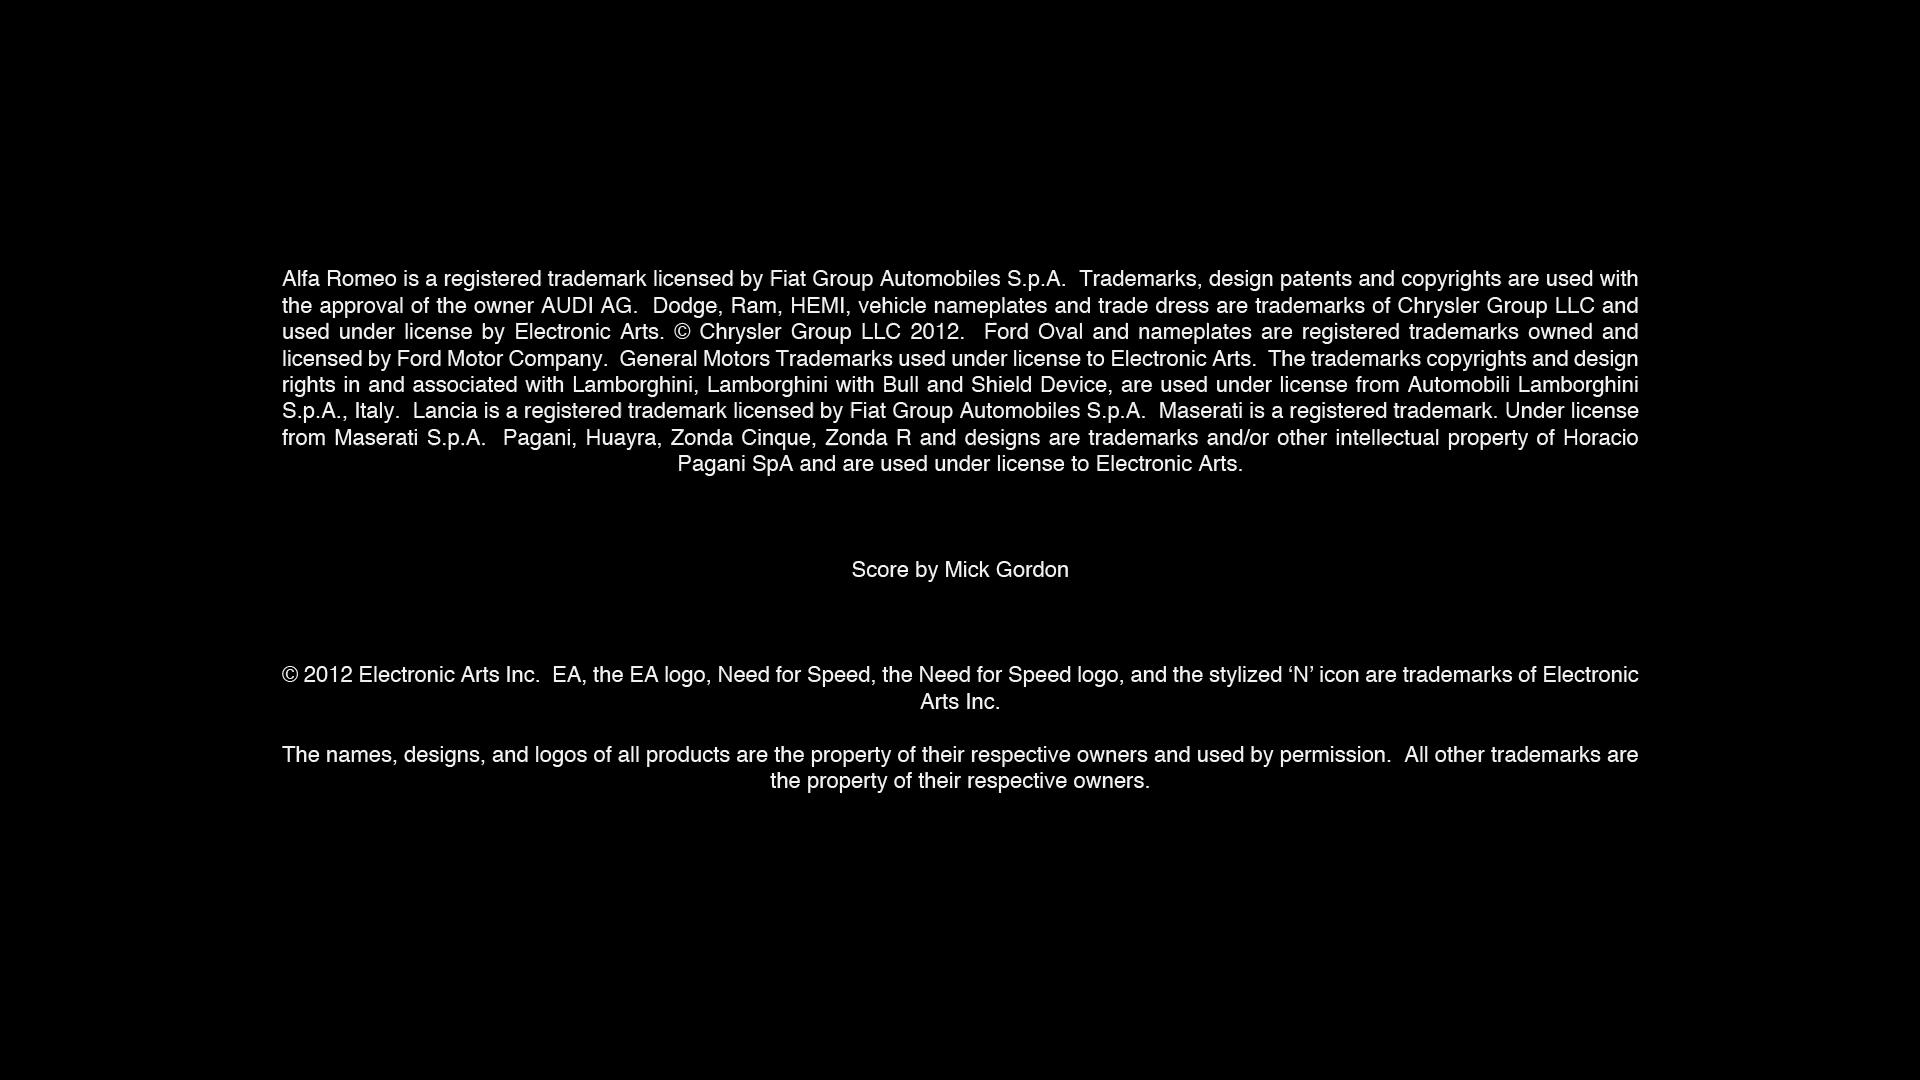 Alfa Romeo is a registered trademark licensed by Fiat Group Automobiles S.p.A.  Trademarks, design patents and copyrights are used with
the approval of the owner AUDI AG.  Dodge, Ram, HEMI, vehicle nameplates and trade dress are trademarks of Chrysler Group LLC and
used under license by Electronic Arts. © Chrysler Group LLC 2012.  Ford Oval and nameplates are registered trademarks owned and
licensed by Ford Motor Company.  General Motors Trademarks used under license to Electronic Arts.  The trademarks copyrights and design
rights in and associated with Lamborghini, Lamborghini with Bull and Shield Device, are used under license from Automobili Lamborghini
S.p.A., Italy.  Lancia is a registered trademark licensed by Fiat Group Automobiles S.p.A.  Maserati is a registered trademark. Under license
from Maserati S.p.A.  Pagani, Huayra, Zonda Cinque, Zonda R and designs are trademarks and/or other intellectual property of Horacio
Pagani SpA and are used under license to Electronic Arts.
Score by Mick Gordon
© 2012 Electronic Arts Inc.  EA, the EA logo, Need for Speed, the Need for Speed logo, and the stylized ‘N’ icon are trademarks of Electronic
Arts Inc.
The names, designs, and logos of all products are the property of their respective owners and used by permission.  All other trademarks are
the property of their respective owners.